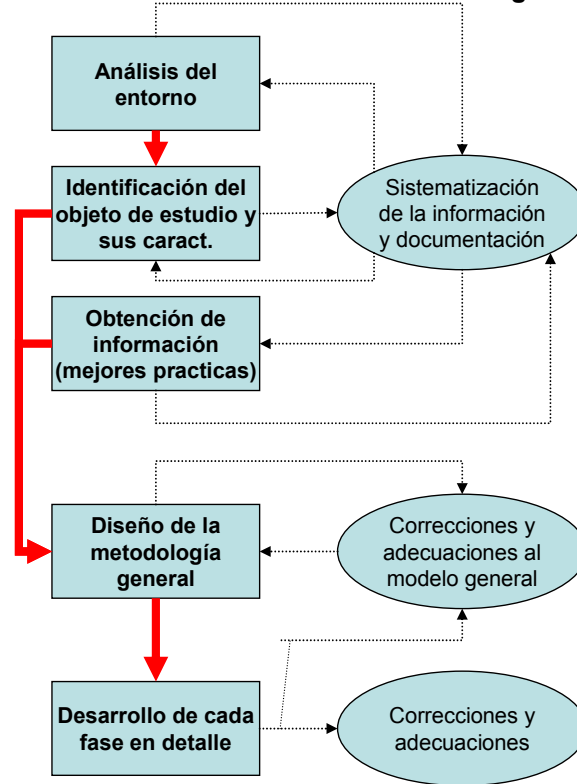 Análisis del
entorno
Identificación del
objeto de estudio y
sus caract.
Sistematización
de la información
y documentación
Obtención de
información
(mejores practicas)
Diseño de la
metodología
general
Correcciones y
adecuaciones al
modelo general
Desarrollo de cada
fase en detalle
Correcciones y
adecuaciones